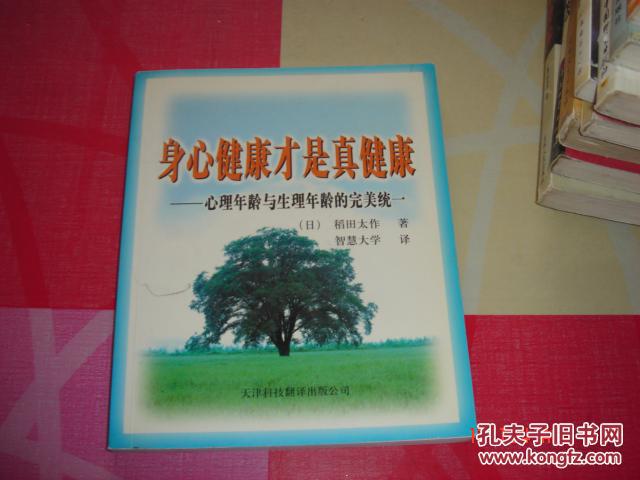 身心健康才是真健康
——心理年龄与生理年龄的完美统一
（日） 稻田太作 著
智慧大学 译
天津科技翻译出版公司
孔夫子旧书网
www.kongfz.com